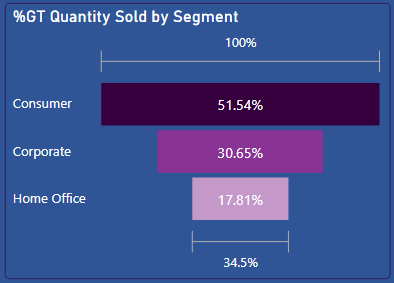 %GT Quantity Sold by Segment
100%
Consumer 51.54%
Corporate 30.65%
Home Office 17.81%
34.5%